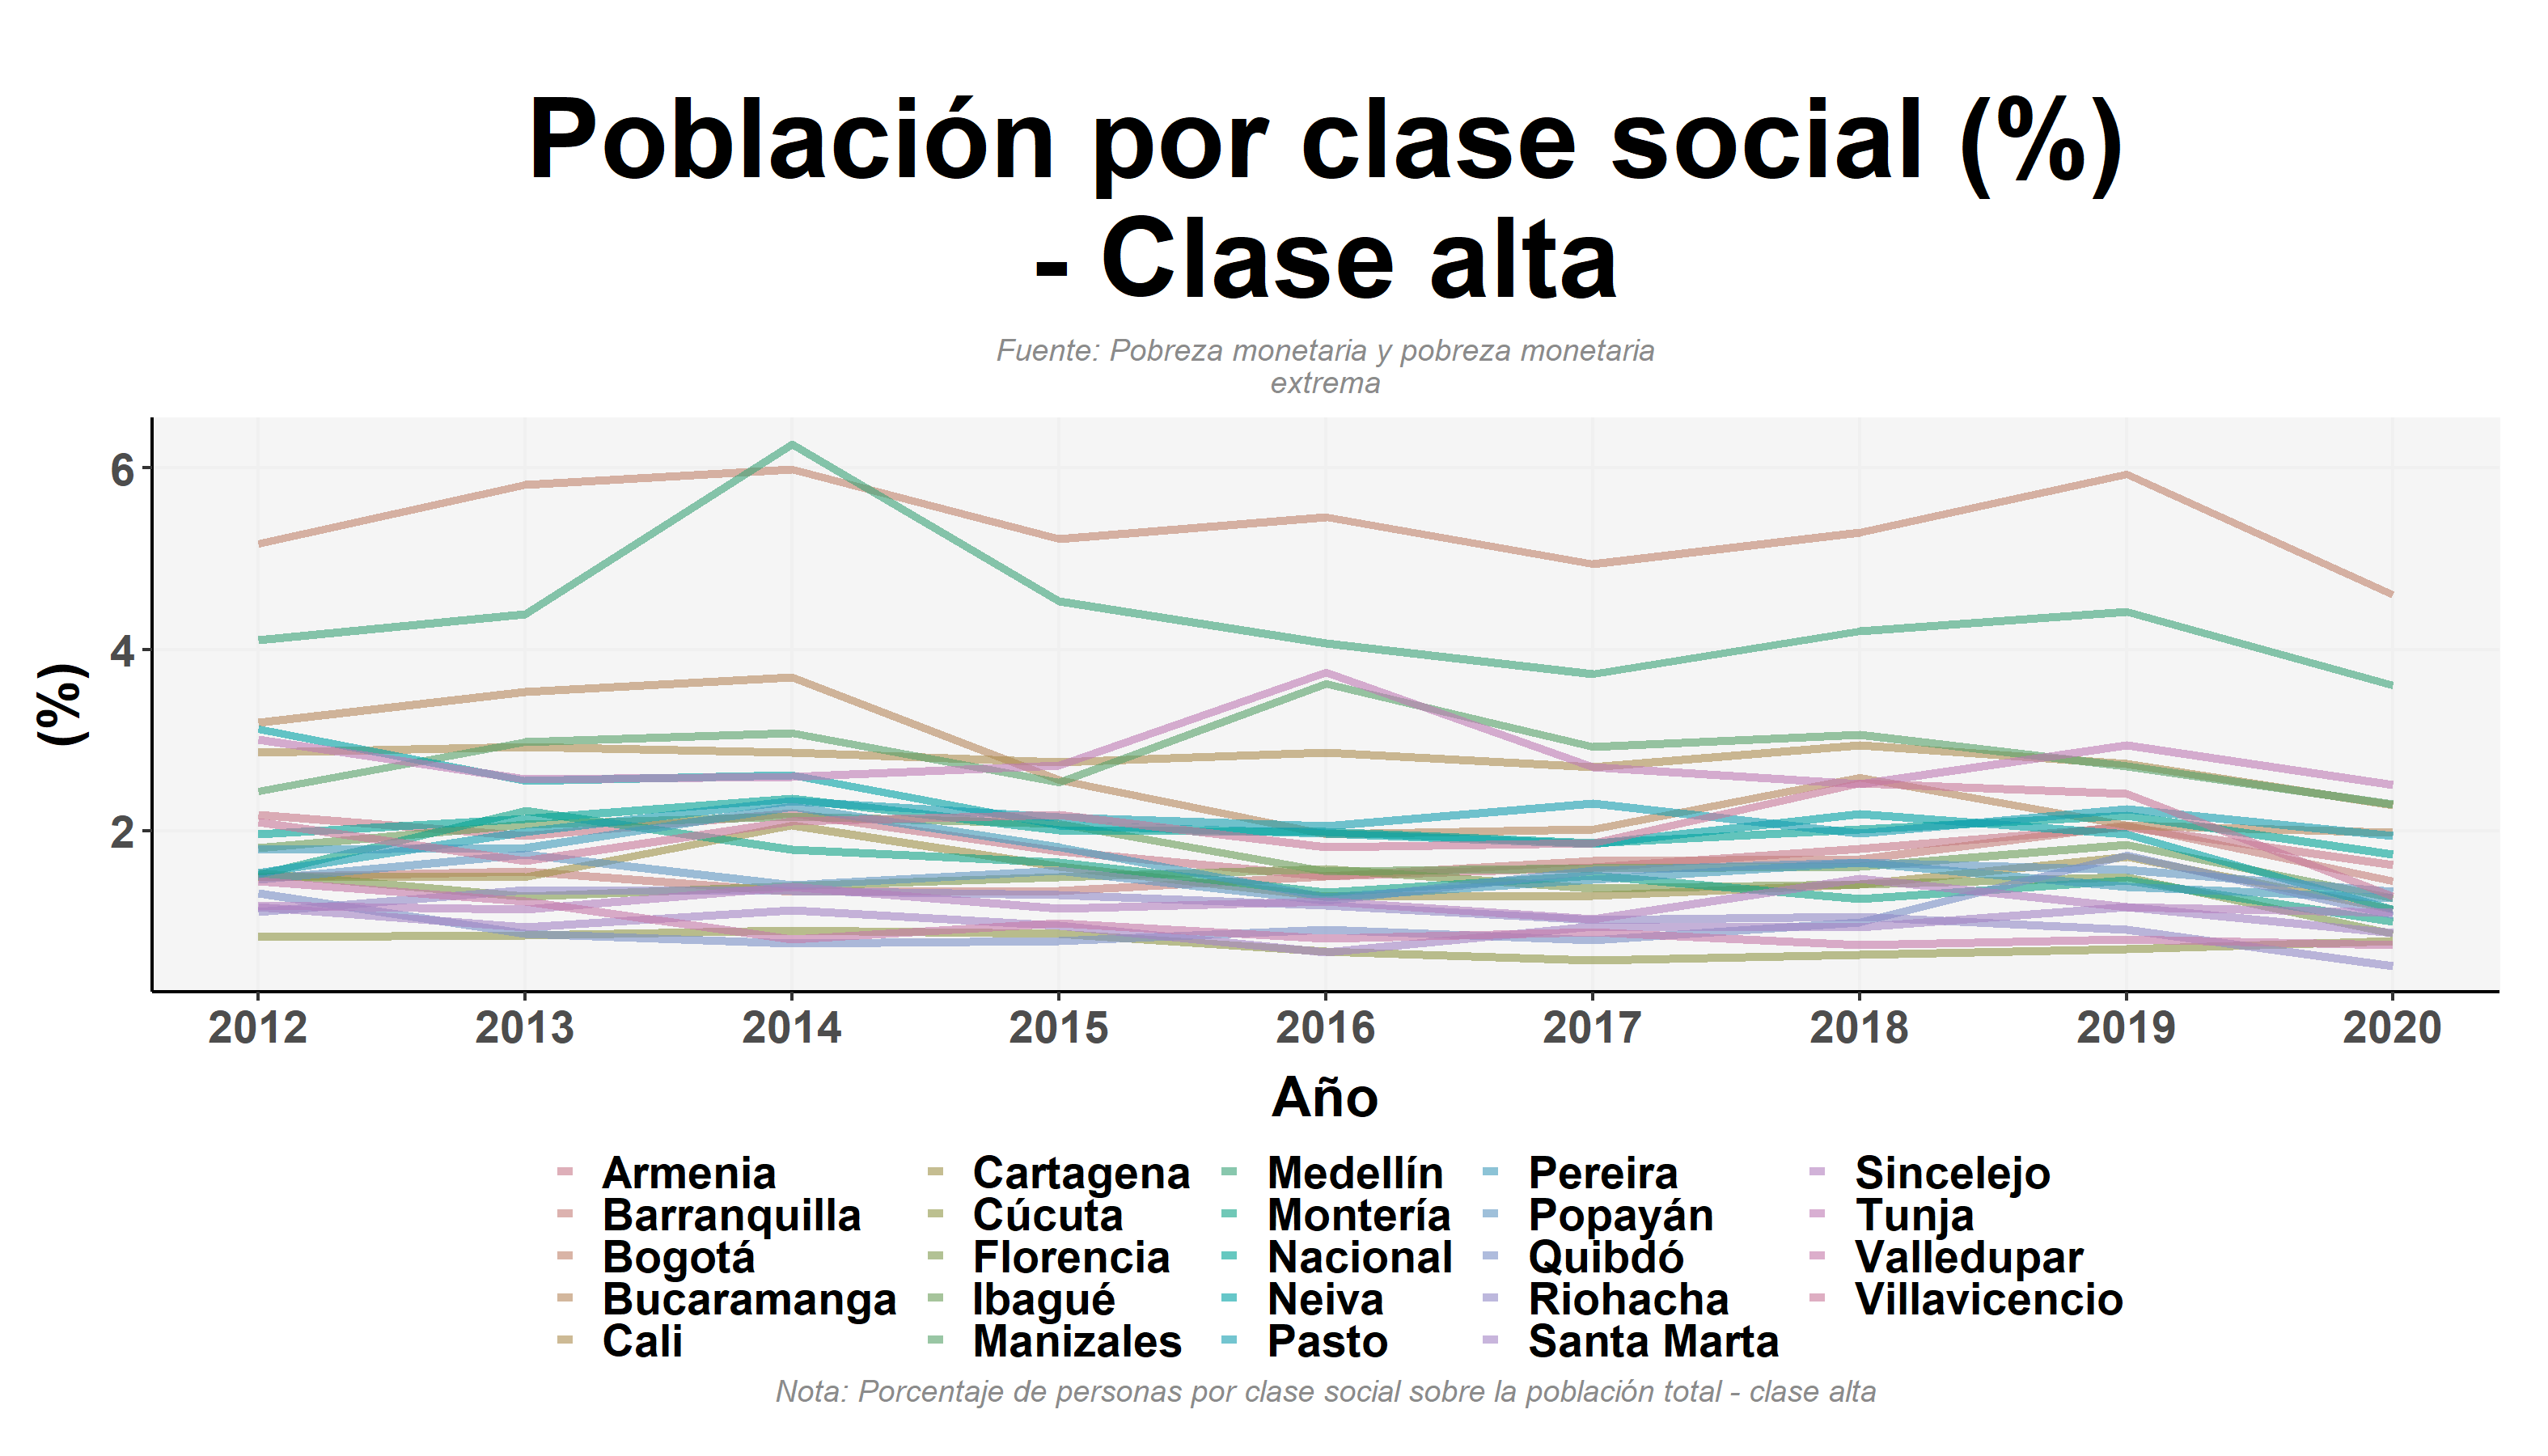 Población por clase social (%)
- Clase alta
Fuente: Pobreza monetaria y pobreza monetaria
extrema
(%)
6
4
2
2012 2013 2014 2015 2016 2017 2018 2019 2020
Año
Armenia Cartagena Medellín Pereira Sincelejo
Barranquilla Cúcuta Montería Popayán Tunja
Bogotá Florencia Nacional Quibdó Valledupar
Bucaramanga Ibagué Neiva Riohacha Villavicencio
Cali Manizales Pasto Santa Marta
Nota: Porcentaje de personas por clase social sobre la población total - clase alta